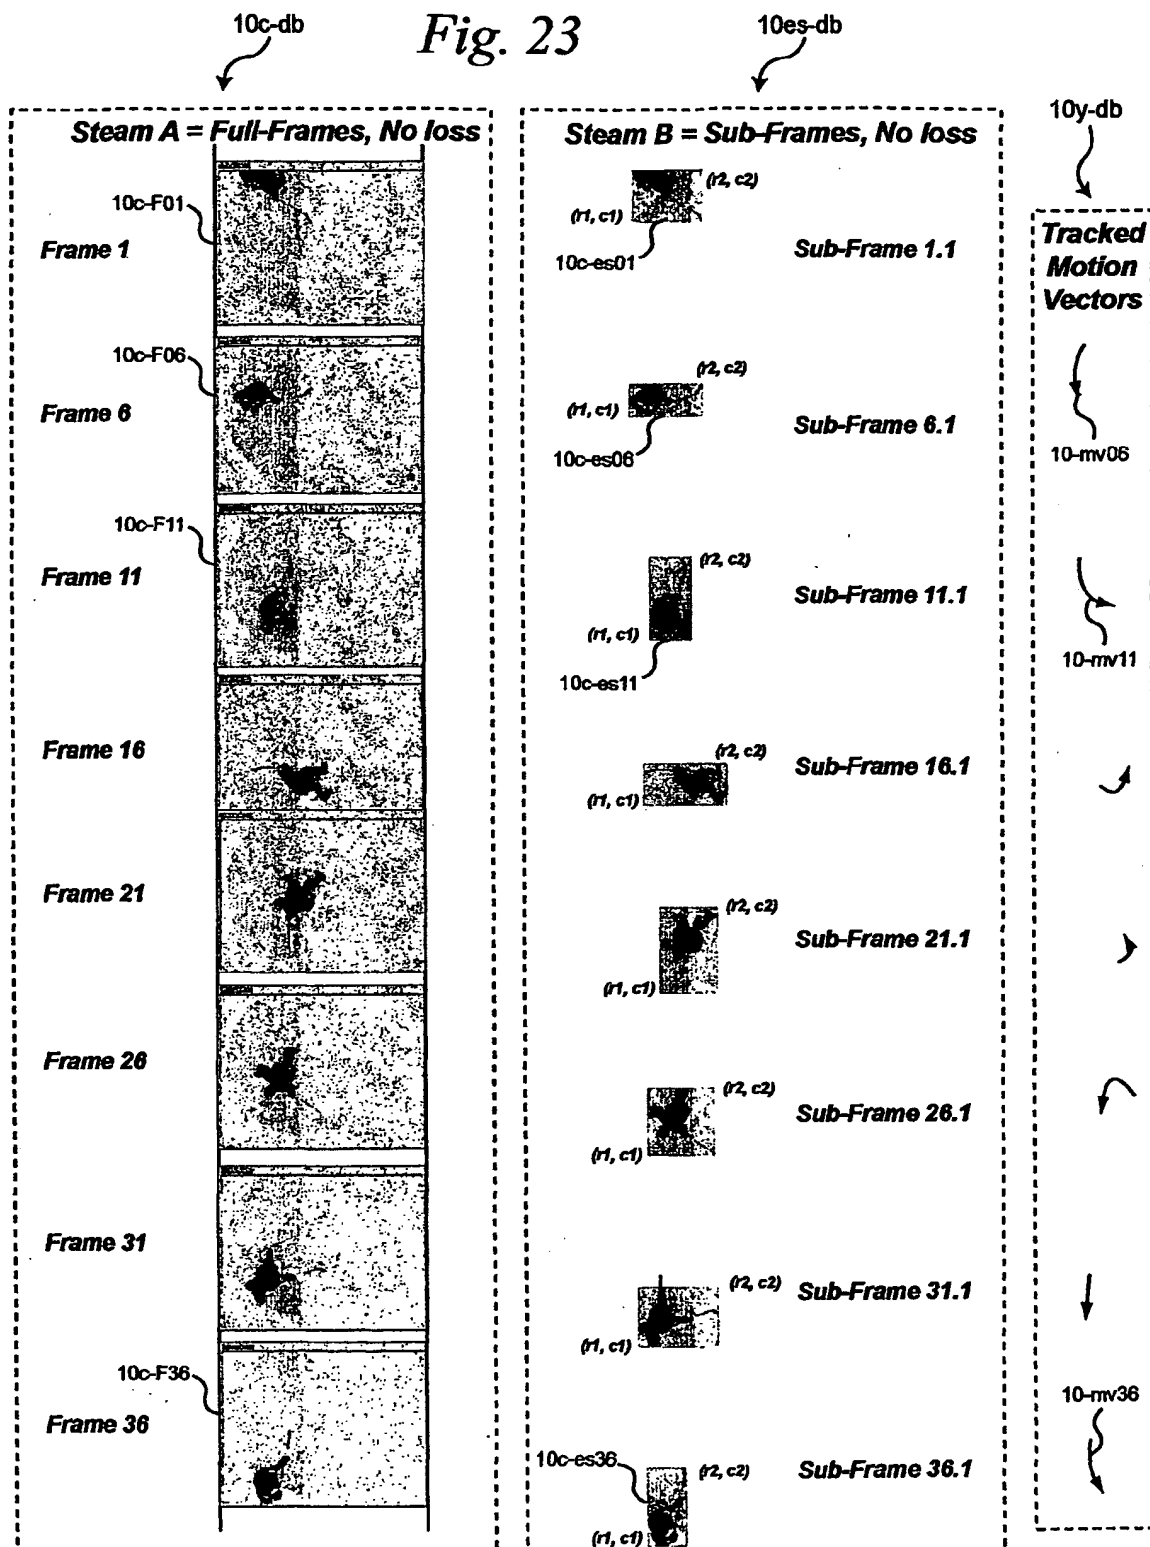 10c-db
Fig. 23
10es-db
10y-db
Steam A = Full-Frames, No loss
10c-F01
Frame 1
10c-F06
Frame 6
10c-F11
Frame 11
Frame 16
Frame 21
Frame 26
Frame 31
10c-F36
Frame 36
Steam B = Sub-Frames, No loss
(r2, c2)
(r1, c1)
10c-es01
Sub-Frame 1.1
(r2, c2)
(r1, c1)
10c-es06
Sub-Frame 6.1
(r2, c2)
(r1, c1)
10c-es11
Sub-Frame 11.1
(r2, c2)
(r1, c1)
Sub-Frame 16.1
(r2, c2)
(r1, c1)
Sub-Frame 21.1
(r2, c2)
(r1, c1)
Sub-Frame 26.1
(r2, c2)
(r1, c1)
Sub-Frame 31.1
10c-es36
(r2, c2)
(r1, c1)
Sub-Frame 36.1
Tracked
Motion
Vectors
10-mv06
10-mv11
10-mv36